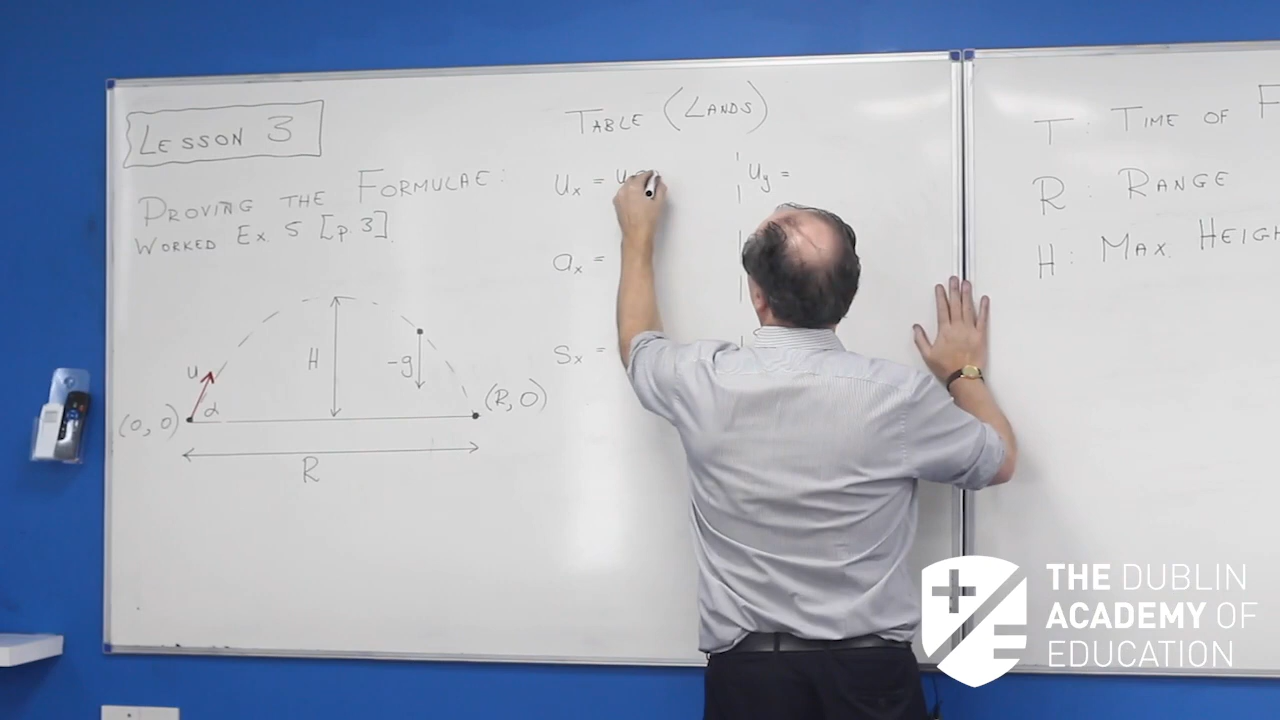 LESSON 3
PROVING THE FORMULAE:
WORKED EX. 5 [p. 3].
u
α
H
-g
(0, 0)
(R, 0)
R
TABLE (LANDS)
uₓ = u
u_y =
aₓ =
sₓ =
T: TIME OF F
R: RANGE
H: MAX. HEIGH
THE DUBLIN
ACADEMY OF
EDUCATION